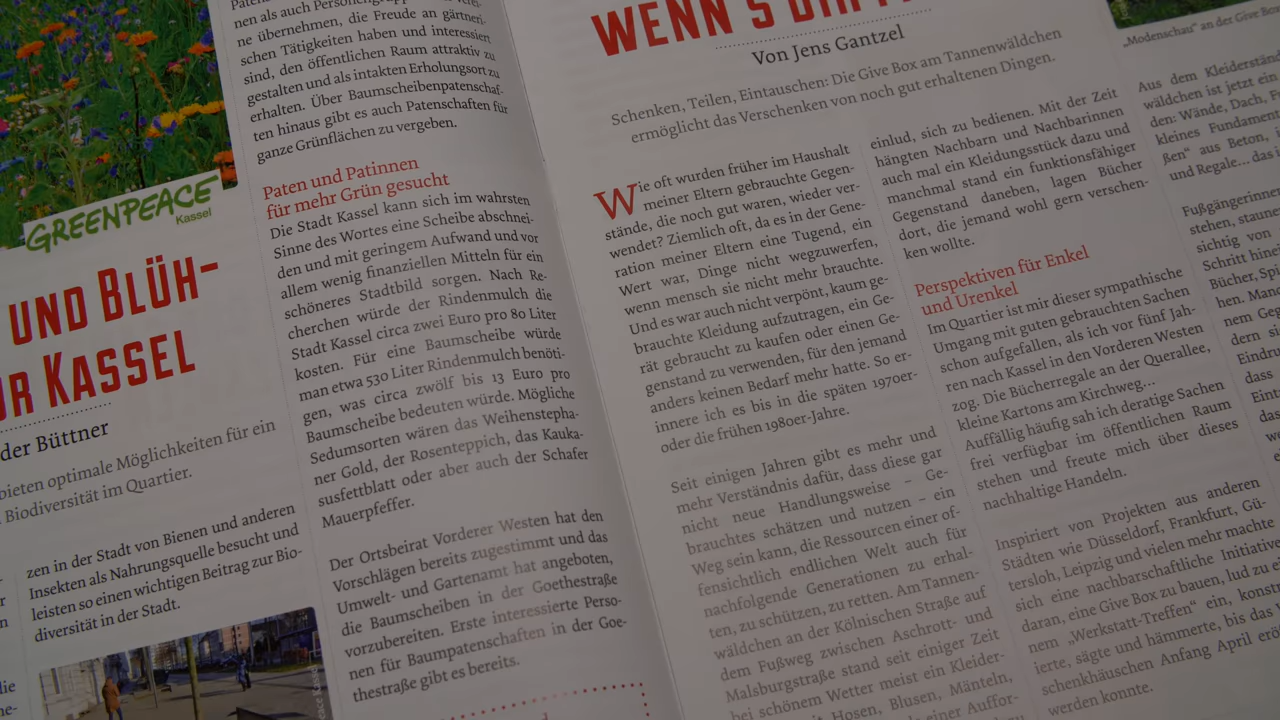 nen als auch
ne übernehmen, die Freude an gärtneri-
schen Tätigkeiten haben und interessiert
sind, den öffentlichen Raum attraktiv zu
gestalten und als intakten Erholungsort zu
erhalten. Über Baumscheibenpatenschaf-
ten hinaus gibt es auch Patenschaften für
ganze Grünflächen zu vergeben.
GREENPEACE
Kassel
UND BLÜH-
KASSEL
der Büttner
bieten optimale Möglichkeiten für ein
Biodiversität im Quartier.
zen in der Stadt von Bienen und anderen
Insekten als Nahrungsquelle besucht und
leisten so einen wichtigen Beitrag zur Bio-
diversität in der Stadt.
Paten und Patinnen
für mehr Grün gesucht
Die Stadt Kassel kann sich im wahrsten
Sinne des Wortes eine Scheibe abschnei-
den und mit geringem Aufwand und vor
allem wenig finanziellen Mitteln für ein
schöneres Stadtbild sorgen. Nach Re-
cherchen würde der Rindenmulch die
Stadt Kassel circa zwei Euro pro 80 Liter
kosten. Für eine Baumscheibe würde
man etwa 530 Liter Rindenmulch benöti-
gen, was circa zwölf bis 13 Euro pro
Baumscheibe bedeuten würde. Mögliche
Sedumsorten wären das Weihenstepha-
ner Gold, der Rosenteppich, das Kauka-
susfettblatt oder aber auch der Schafer
Mauerpfeffer.
Der Ortsbeirat Vorderer Westen hat den
Vorschlägen bereits zugestimmt und das
Umwelt- und Gartenamt hat angeboten,
die Baumscheiben in der Goethestraße
vorzubereiten. Erste interessierte Perso-
nen für Baumpatenschaften in der Goe-
thestraße gibt es bereits.
WENN'S
Von Jens Gantzel
Schenken, Teilen, Eintauschen: Die Give Box am Tannenwäldchen
ermöglicht das Verschenken von noch gut erhaltenen Dingen.
Wie oft wurden früher im Haushalt
meiner Eltern gebrauchte Gegen-
stände, die noch gut waren, wieder ver-
wendet? Ziemlich oft, da es in der Gene-
ration meiner Eltern eine Tugend, ein
Wert war, Dinge nicht wegzuwerfen,
wenn mensch sie nicht mehr brauchte.
Und es war auch nicht verpönt, kaum ge-
brauchte Kleidung aufzutragen, ein Ge-
rät gebraucht zu kaufen oder einen Ge-
genstand zu verwenden, für den jemand
anders keinen Bedarf mehr hatte. So er-
innere ich es bis in die späten 1970er-
oder die frühen 1980er-Jahre.
Seit einigen Jahren gibt es mehr und
mehr Verständnis dafür, dass diese gar
nicht neue Handlungsweise – Ge-
brauchtes schätzen und nutzen – ein
Weg sein kann, die Ressourcen einer of-
fensichtlich endlichen Welt auch für
nachfolgende Generationen zu erhal-
ten, zu schützen, zu retten. Am Tannen-
wäldchen an der Kölnischen Straße auf
dem Fußweg zwischen Aschrott- und
Malsburgstraße stand seit einiger Zeit
bei schönem Wetter meist ein Kleider-
Hosen, Blusen, Mänteln,
einer Auffor-
einlud, sich zu bedienen. Mit der Zeit
hängten Nachbarn und Nachbarinnen
auch mal ein Kleidungsstück dazu und
manchmal stand ein funktionsfähiger
Gegenstand daneben, lagen Bücher
dort, die jemand wohl gern verschen-
ken wollte.
Perspektiven für Enkel
und Urenkel
Im Quartier ist mir dieser sympathische
Umgang mit guten gebrauchten Sachen
schon aufgefallen, als ich vor fünf Jah-
ren nach Kassel in den Vorderen Westen
zog. Die Bücherregale an der Querallee,
kleine Kartons am Kirchweg...
Auffällig häufig sah ich deratige Sachen
frei verfügbar im öffentlichen Raum
stehen und freute mich über dieses
nachhaltige Handeln.
Inspiriert von Projekten aus anderen
Städten wie Düsseldorf, Frankfurt, Gü-
tersloh, Leipzig und vielen mehr machte
sich eine nachbarschaftliche Initiative
daran, eine Give Box zu bauen, lud zu ei-
nem „Werkstatt-Treffen“ ein, konstru-
ierte, sägte und hämmerte, bis das
schenkhäuschen Anfang April
werden konnte.
„Modenschau“ an der Give Box
Aus dem Kleiderstän
wäldchen ist jetzt ein
den: Wände, Dach,
kleines Fundament
ßen“ aus Beton,
und Regale... das
Fußgängerinnen
stehen,
sichtig von
Schritt
Bücher,
hen.
nem
dern
dass